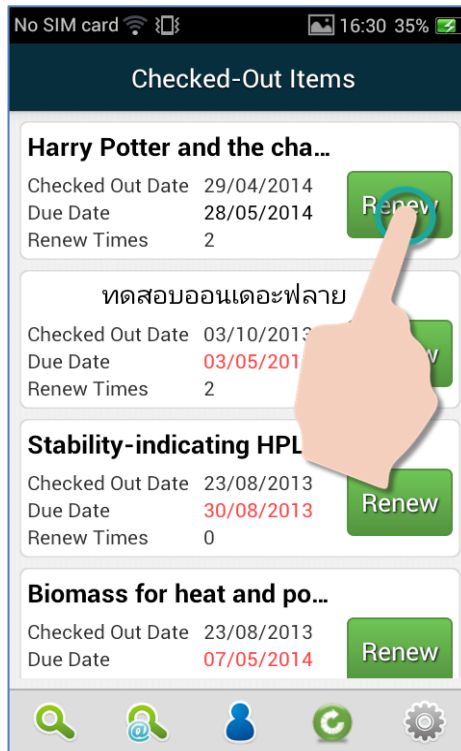 No SIM card 16:30 35%
Checked-Out Items
Harry Potter and the cha...
Checked Out Date 29/04/2014
Due Date 28/05/2014
Renew Times 2
Renew
ทดสอบออนเดอะฟลาย
Checked Out Date 03/10/2013
Due Date 03/05/201
Renew Times 2
Stability-indicating HPL
Checked Out Date 23/08/2013
Due Date 30/08/2013
Renew Times 0
Renew
Biomass for heat and po...
Checked Out Date 23/08/2013
Due Date 07/05/2014
Renew
@